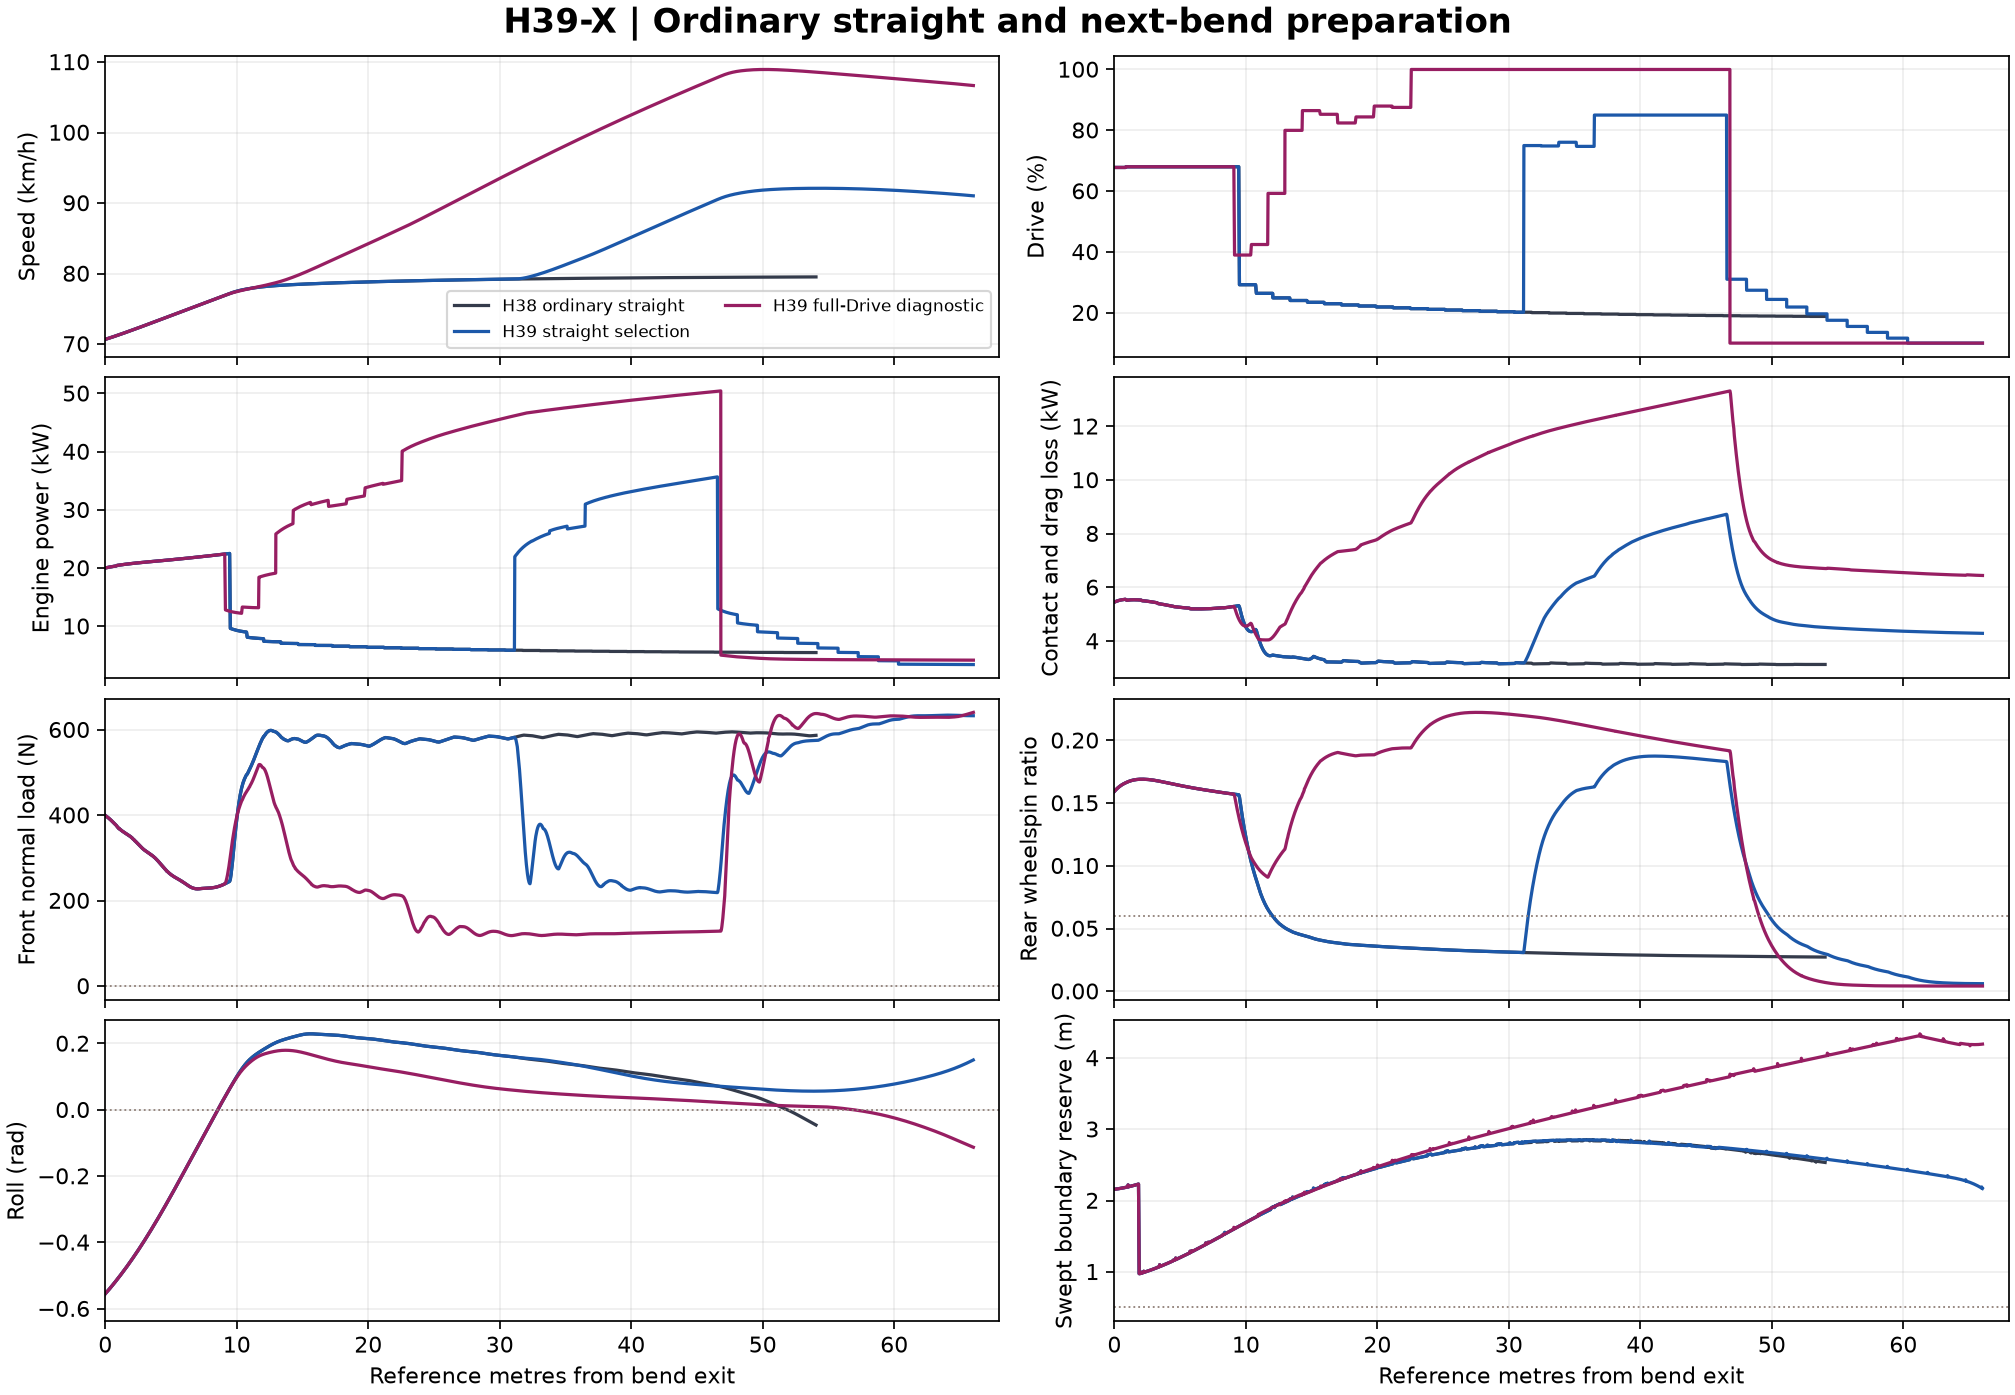 H39-X | Ordinary straight and next-bend preparation
110
100
90
80
70
Speed (km/h)
H38 ordinary straight
H39 straight selection
H39 full-Drive diagnostic
100
80
60
40
20
Drive (%)
50
40
30
20
10
Engine power (kW)
12
10
8
6
4
Contact and drag loss (kW)
600
400
200
0
Front normal load (N)
0.20
0.15
0.10
0.05
0.00
Rear wheelspin ratio
0.2
0.0
−0.2
−0.4
−0.6
Roll (rad)
0 10 20 30 40 50 60
Reference metres from bend exit
4
3
2
1
Swept boundary reserve (m)
0 10 20 30 40 50 60
Reference metres from bend exit